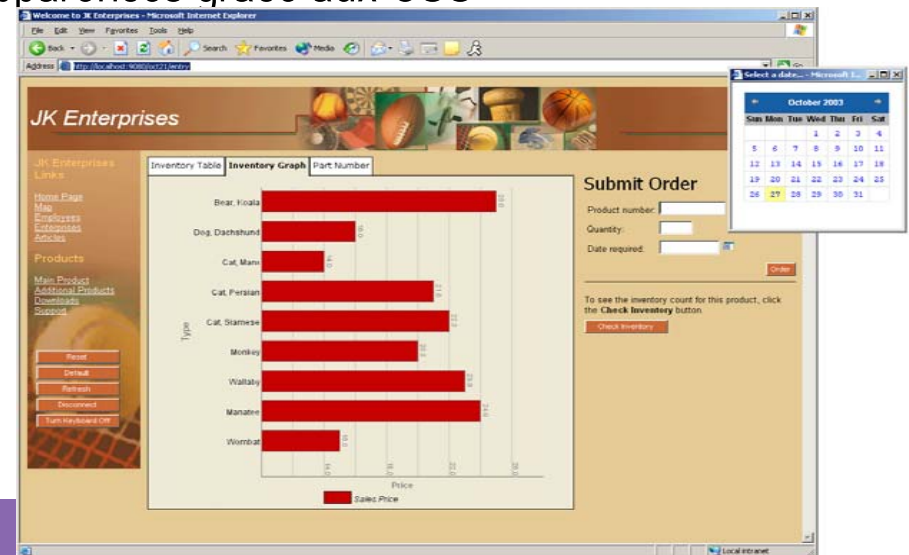 Welcome to JK Enterprises - Microsoft Internet Explorer
File Edit View Favorites Tools Help
Back Search Favorites Media
Address http://localhost:9080/oct21/entry Go
JK Enterprises
JK Enterprises
Links
Home Page
Map
Employees
Enterprises
Articles
Products
Main Product
Additional Products
Downloads
Support
Reset
Default
Refresh
Disconnect
Turn Keyboard Off
Inventory Table Inventory Graph Part Number
Type
Bear, Koala
Dog, Dachshund
Cat, Manx
Cat, Persian
Cat, Siamese
Monkey
Wallaby
Manatee
Wombat
Price
Sales Price
Submit Order
Product number:
Quantity:
Date required:
Order
To see the inventory count for this product, click
the Check Inventory button.
Check Inventory
Select a date... - Microsoft I...
October 2003
Sun Mon Tue Wed Thu Fri Sat
1 2 3 4
5 6 7 8 9 10 11
12 13 14 15 16 17 18
19 20 21 22 23 24 25
26 27 28 29 30 31
Local intranet